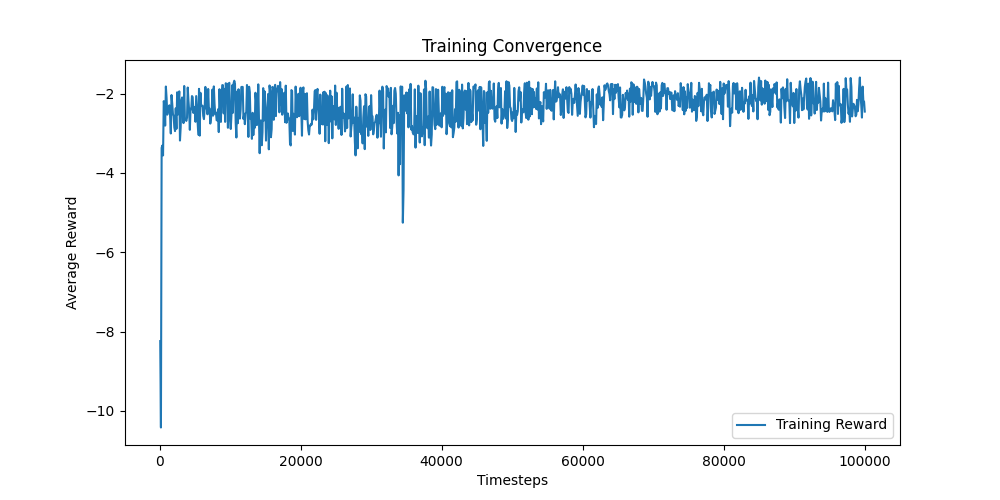 Training Convergence
Average Reward
−2
−4
−6
−8
−10
Training Reward
0 20000 40000 60000 80000 100000
Timesteps